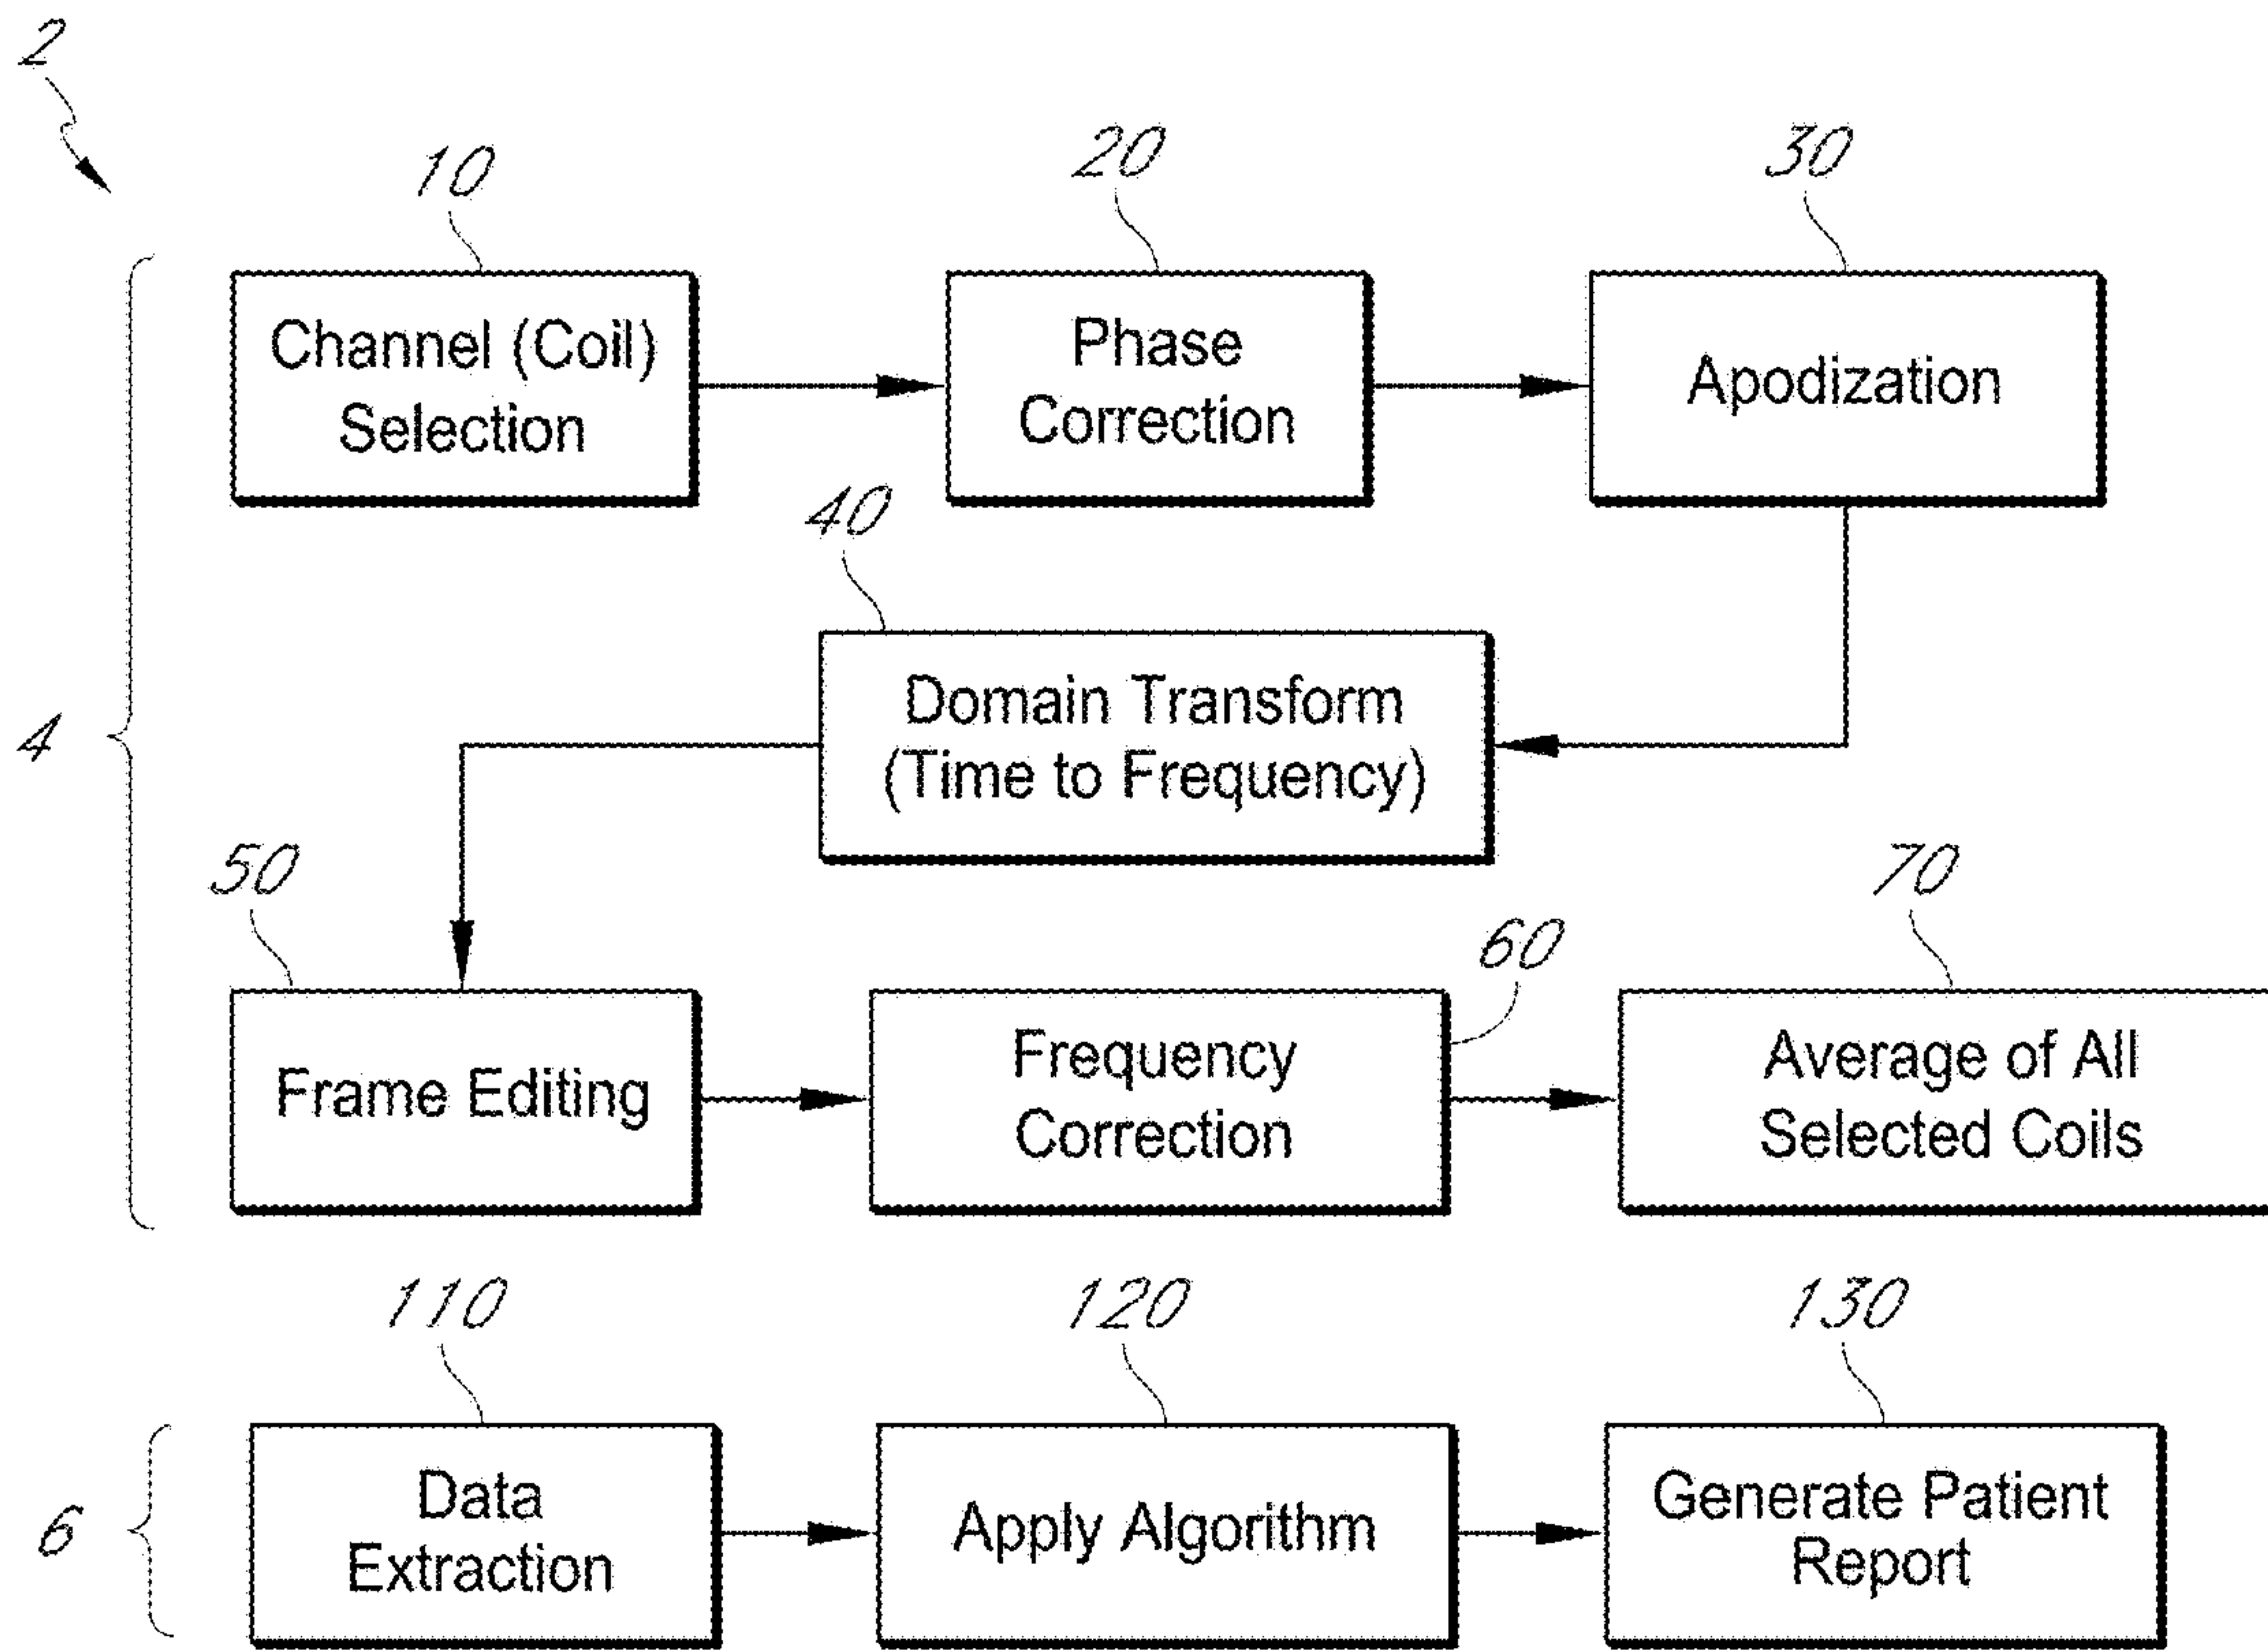 2
10
20
30
Channel (Coil)
Selection
Phase
Correction
Apodization
40
4
Domain Transform
(Time to Frequency)
50
60
70
Frame Editing
Frequency
Correction
Average of All
Selected Coils
110
120
130
6
Data
Extraction
Apply Algorithm
Generate Patient
Report